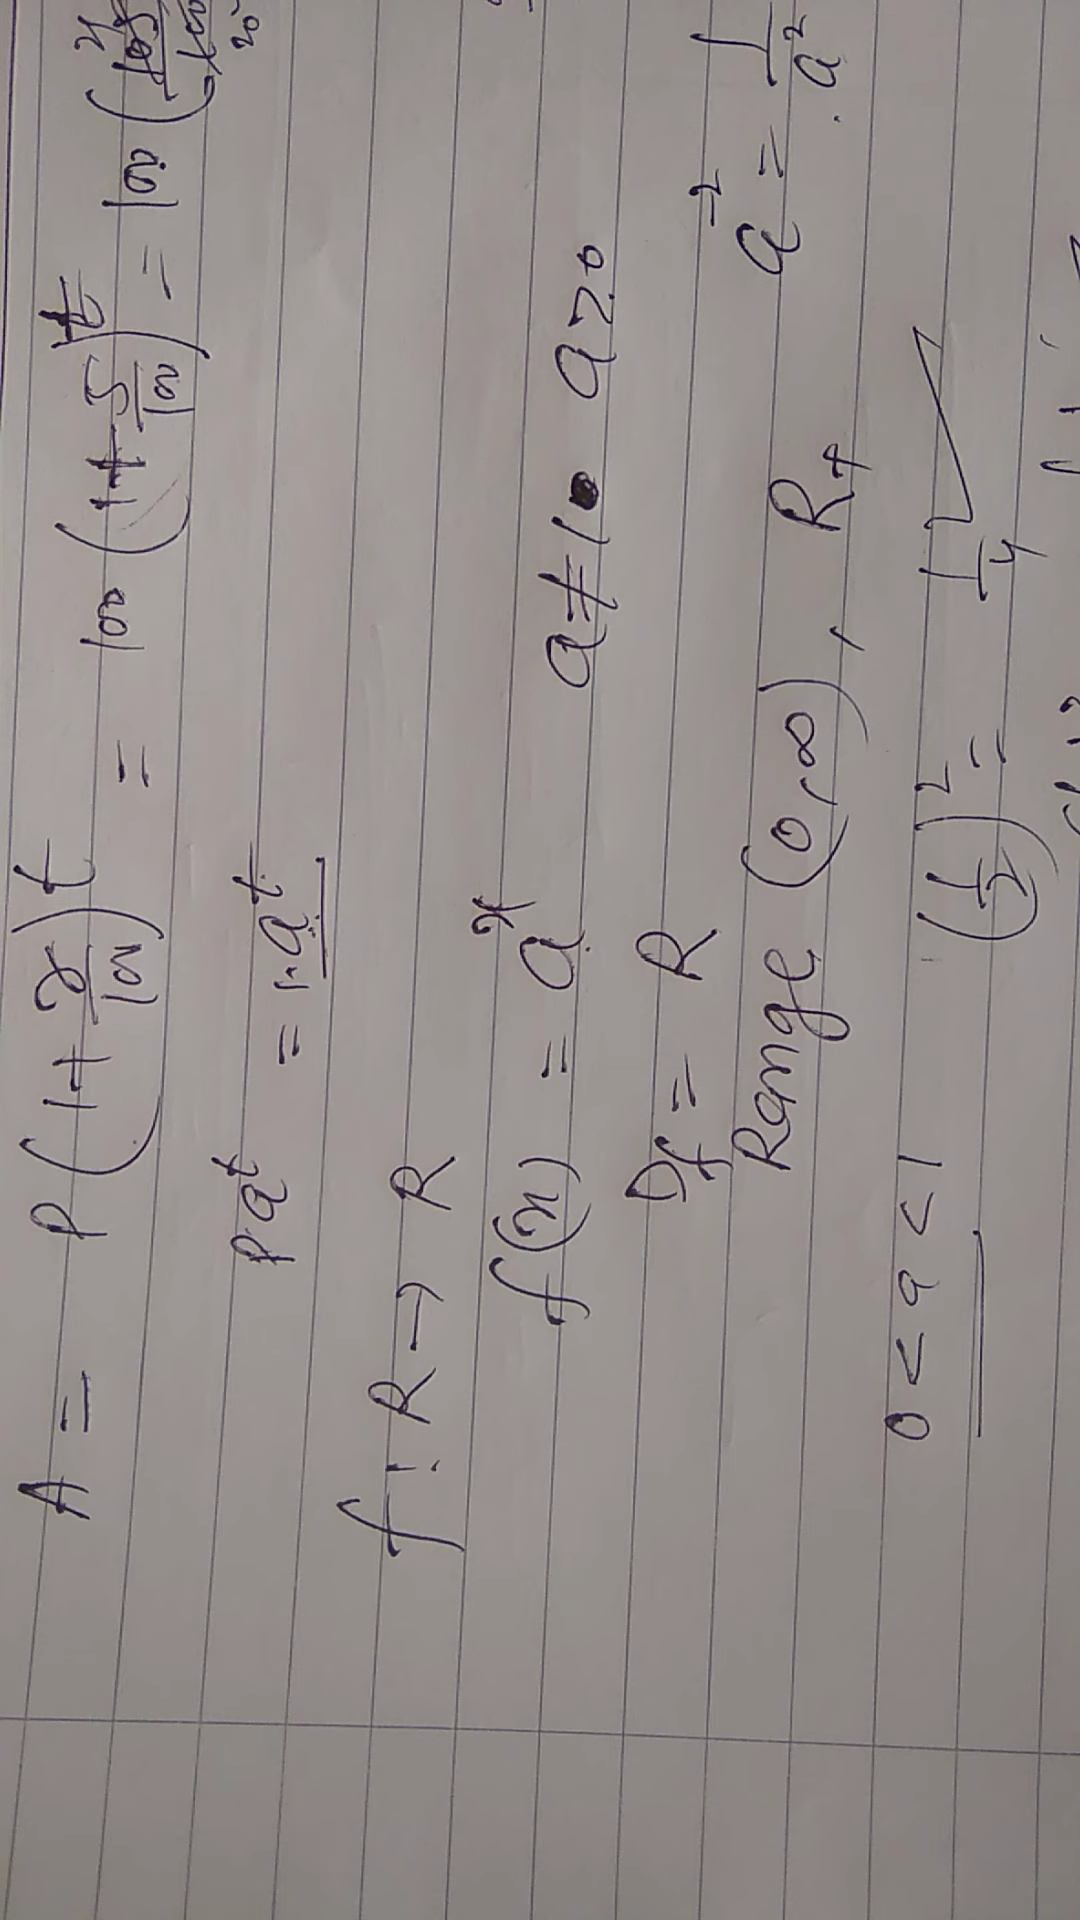 A = P(1+r/100)^t = 100(1+5/100)^t = 100(
Pa^t = 1.a^t
f : R → R
f(x) = a^x a≠1 a>0
Df = R
Range (0,∞), R+ a^-2 = 1/a^2
0<a<1 (1/2)^2 = 1/4